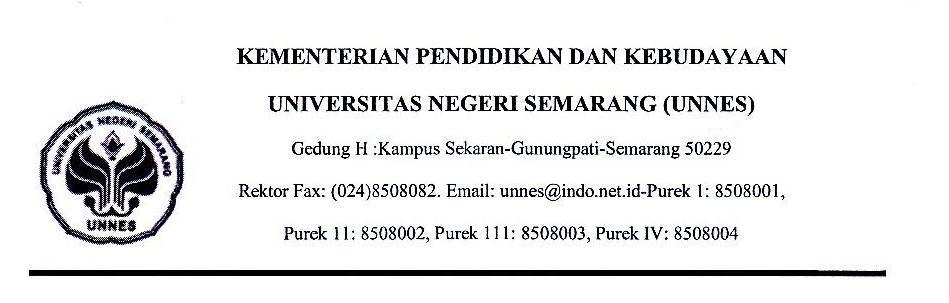 KEMENTERIAN PENDIDIKAN DAN KEBUDAYAAN
UNIVERSITAS NEGERI SEMARANG (UNNES)
Gedung H :Kampus Sekaran-Gunungpati-Semarang 50229
Rektor Fax: (024)8508082. Email: unnes@indo.net.id-Purek 1: 8508001,
Purek 11: 8508002, Purek 111: 8508003, Purek IV: 8508004
UNIVERSITAS NEGERI SEMARANG
UNNES